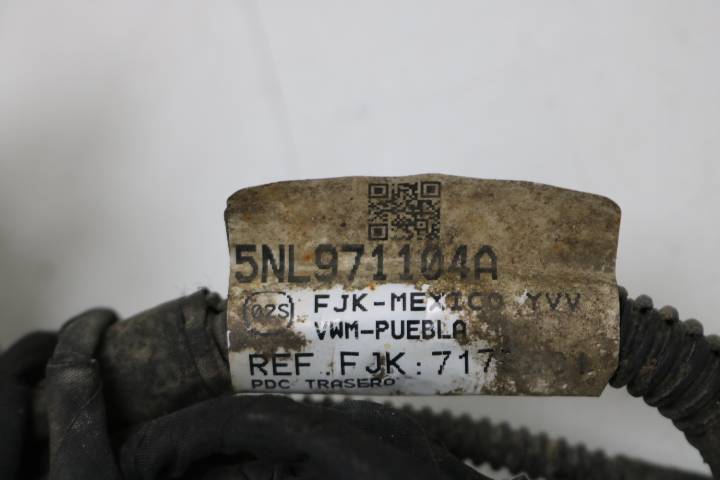 5NL971104A
02S FJK-MEXICO YVV
VWM-PUEBLA
REF.FJK:717
PDC TRASERO